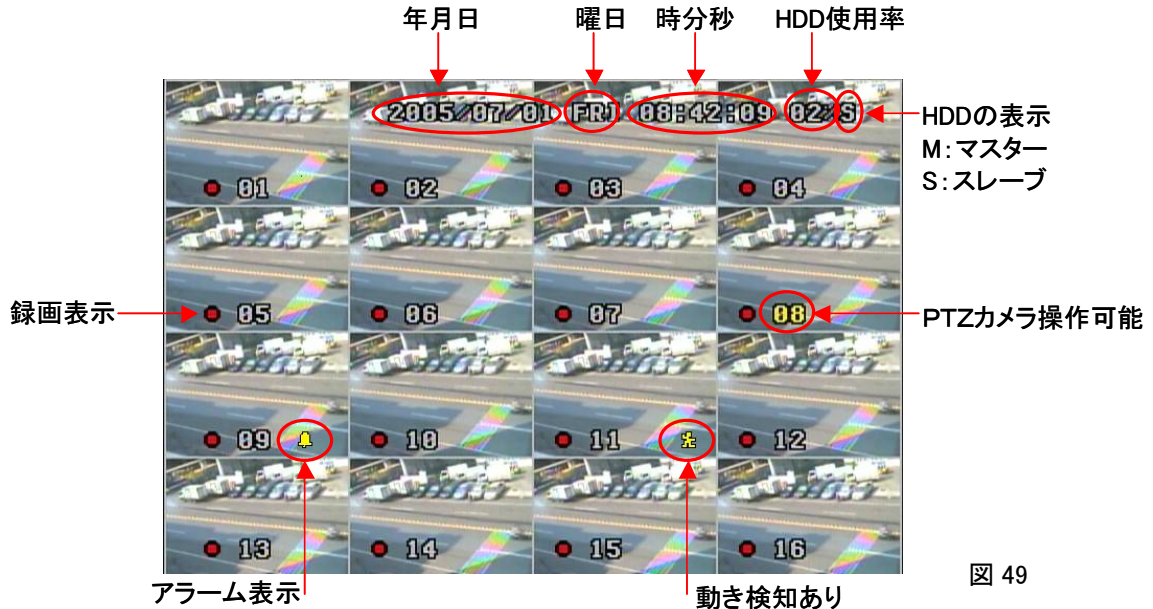 年月日 曜日 時分秒 HDD使用率
2005/07/01 FRI 08:42:09 02%S
HDDの表示
M:マスター
S:スレーブ
01 02 03 04
録画表示
05 06 07 08
PTZカメラ操作可能
09 10 11 12
13 14 15 16
アラーム表示
動き検知あり
図 49